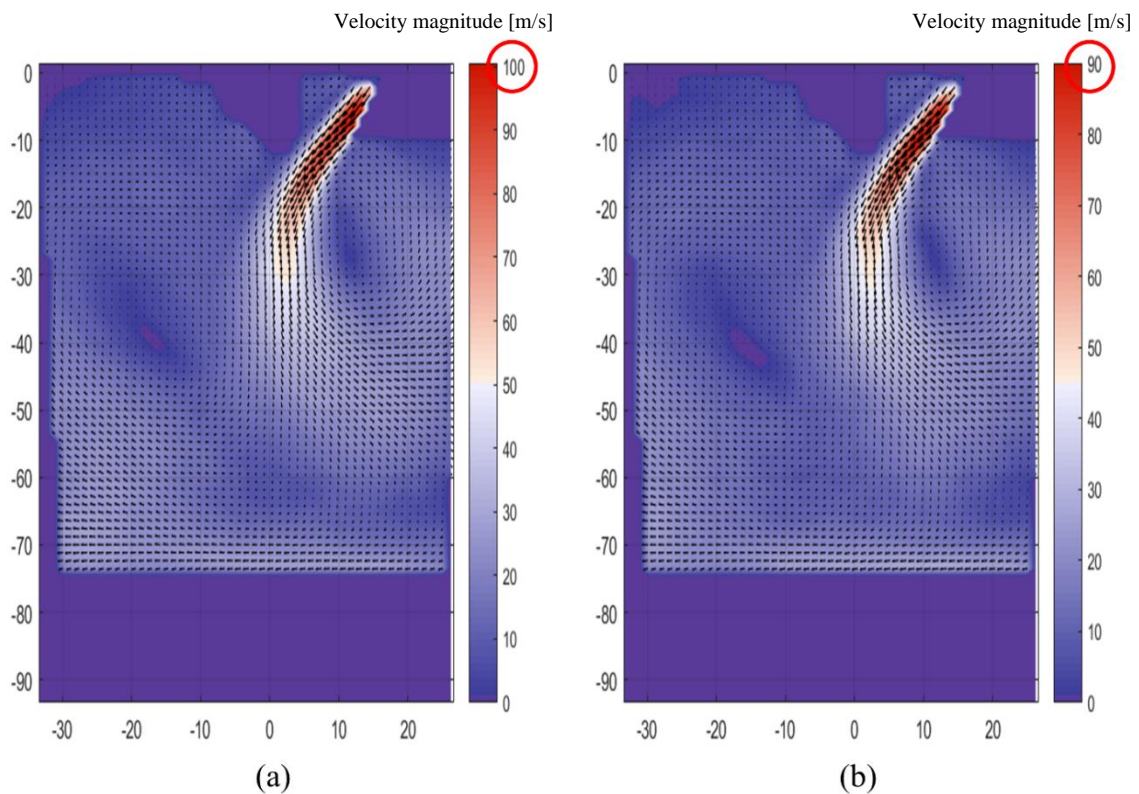 Velocity magnitude [m/s] Velocity magnitude [m/s]
0 100 0 90
-10 90 -10 80
-20 80 -20 70
-30 70 -30 60
-40 60 -40 50
-50 50 -50 40
-60 40 -60 30
-70 30 -70 20
-80 20 -80 10
-90 10 -90 0
0
-30 -20 -10 0 10 20 -30 -20 -10 0 10 20
(a) (b)